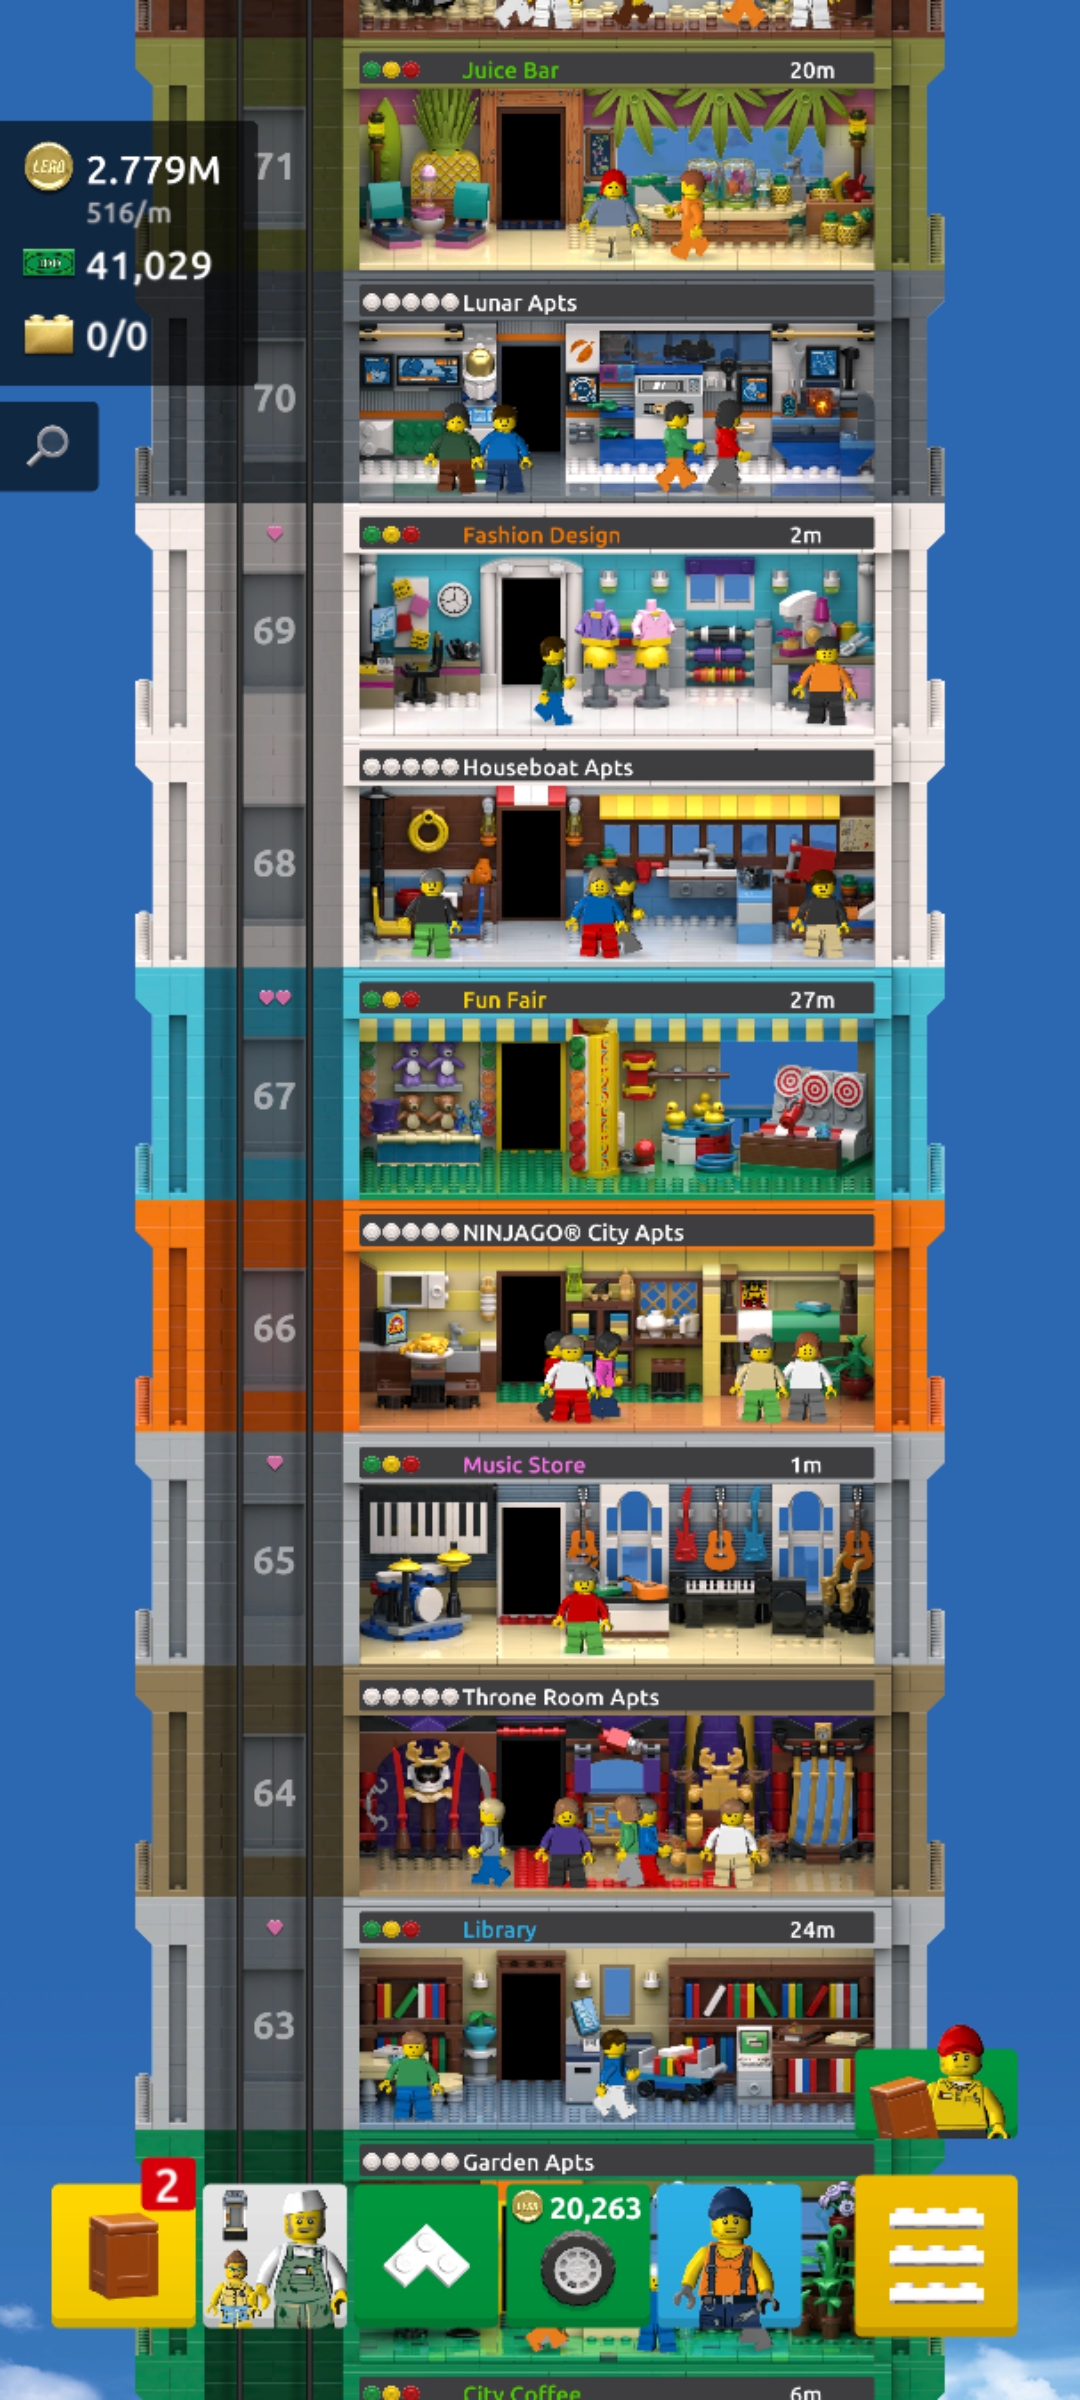 Juice Bar 20m
71
LEGO 2.779M
516/m
41,029
0/0
Lunar Apts
70
Fashion Design 2m
69
Houseboat Apts
68
Fun Fair 27m
67
NINJAGO® City Apts
66
Music Store 1m
65
Throne Room Apts
64
Library 24m
63
Garden Apts
2
LEGO 20,263
City Coffee 6m